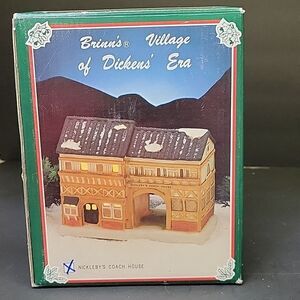 Brinn's® Village
of Dickens' Era
X NICKLEBY'S COACH HOUSE